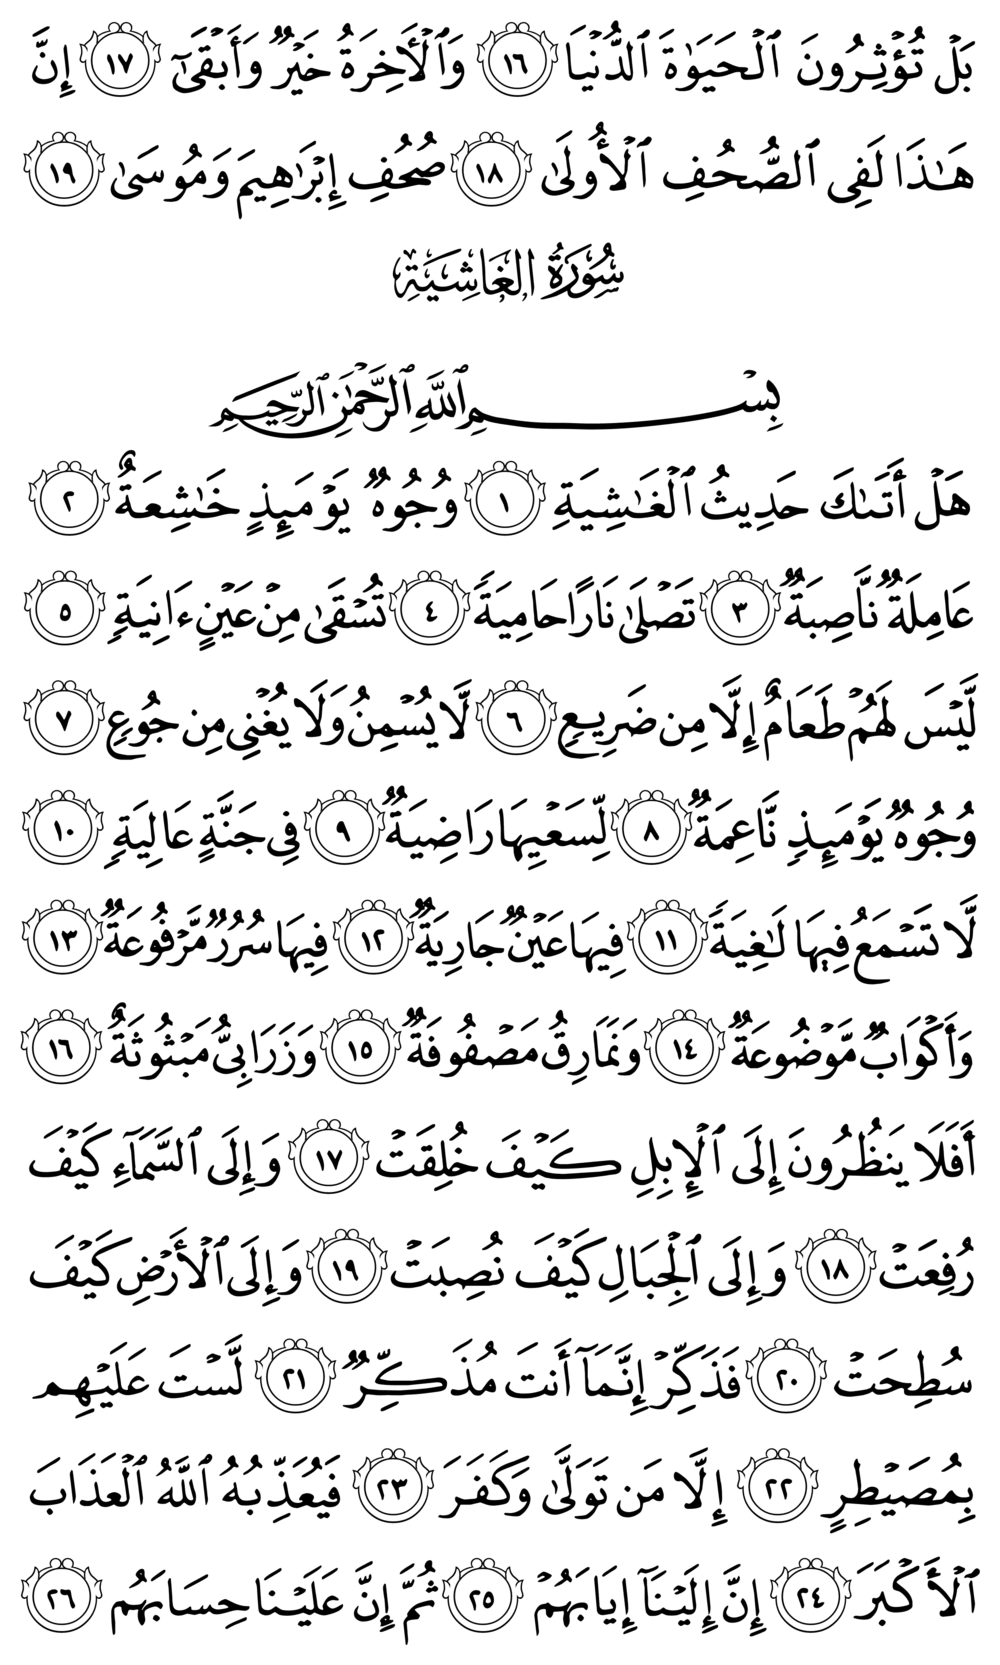 بَلْ تُؤْثِرُونَ ٱلْحَيَوٰةَ ٱلدُّنْيَا ١٦ وَٱلْأَخِرَةُ خَيْرٌ وَأَبْقَىٰٓ ١٧ إِنَّ
هَـٰذَا لَفِى ٱلصُّحُفِ ٱلْأُولَىٰ ١٨ صُحُفِ إِبْرَٰهِيمَ وَمُوسَىٰ ١٩
سُورَةُ الغَاشِيَةِ
بِسْمِ ٱللَّهِ ٱلرَّحْمَـٰنِ ٱلرَّحِيمِ
هَلْ أَتَىٰكَ حَدِيثُ ٱلْغَـٰشِيَةِ ١ وُجُوهٌ يَوْمَئِذٍ خَـٰشِعَةٌ ٢
عَامِلَةٌ نَّاصِبَةٌ ٣ تَصْلَىٰ نَارًا حَامِيَةً ٤ تُسْقَىٰ مِنْ عَيْنٍ ءَانِيَةٍ ٥
لَّيْسَ لَهُمْ طَعَامٌ إِلَّا مِن ضَرِيعٍ ٦ لَّا يُسْمِنُ وَلَا يُغْنِى مِن جُوعٍ ٧
وُجُوهٌ يَوْمَئِذٍ نَّاعِمَةٌ ٨ لِّسَعْيِهَا رَاضِيَةٌ ٩ فِى جَنَّةٍ عَالِيَةٍ ١٠
لَّا تَسْمَعُ فِيهَا لَـٰغِيَةً ١١ فِيهَا عَيْنٌ جَارِيَةٌ ١٢ فِيهَا سُرُرٌ مَّرْفُوعَةٌ ١٣
وَأَكْوَابٌ مَّوْضُوعَةٌ ١٤ وَنَمَارِقُ مَصْفُوفَةٌ ١٥ وَزَرَابِىُّ مَبْثُوثَةٌ ١٦
أَفَلَا يَنظُرُونَ إِلَى ٱلْإِبِلِ كَيْفَ خُلِقَتْ ١٧ وَإِلَى ٱلسَّمَآءِ كَيْفَ
رُفِعَتْ ١٨ وَإِلَى ٱلْجِبَالِ كَيْفَ نُصِبَتْ ١٩ وَإِلَى ٱلْأَرْضِ كَيْفَ
سُطِحَتْ ٢٠ فَذَكِّرْ إِنَّمَآ أَنتَ مُذَكِّرٌ ٢١ لَّسْتَ عَلَيْهِم
بِمُصَيْطِرٍ ٢٢ إِلَّا مَن تَوَلَّىٰ وَكَفَرَ ٢٣ فَيُعَذِّبُهُ ٱللَّهُ ٱلْعَذَابَ
ٱلْأَكْبَرَ ٢٤ إِنَّ إِلَيْنَآ إِيَابَهُمْ ٢٥ ثُمَّ إِنَّ عَلَيْنَا حِسَابَهُم ٢٦